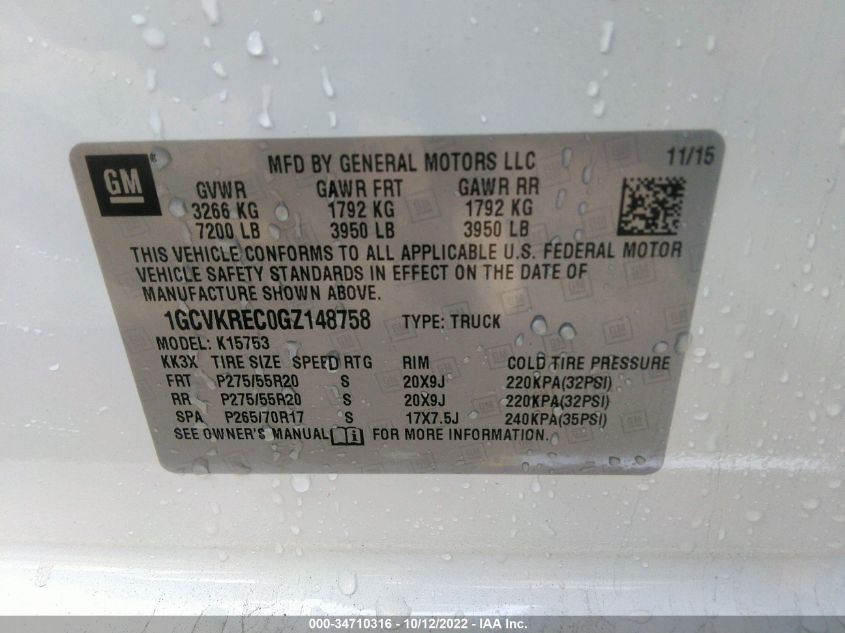 GM ® MFD BY GENERAL MOTORS LLC 11/15
GVWR GAWR FRT GAWR RR
3266 KG 1792 KG 1792 KG
7200 LB 3950 LB 3950 LB
THIS VEHICLE CONFORMS TO ALL APPLICABLE U.S. FEDERAL MOTOR
VEHICLE SAFETY STANDARDS IN EFFECT ON THE DATE OF
MANUFACTURE SHOWN ABOVE.
1GCVKREC0GZ148758 TYPE: TRUCK
MODEL: K15753
KK3X TIRE SIZE SPEED RTG RIM COLD TIRE PRESSURE
FRT P275/55R20 S 20X9J 220KPA(32PSI)
RR P275/55R20 S 20X9J 220KPA(32PSI)
SPA P265/70R17 S 17X7.5J 240KPA(35PSI)
SEE OWNER'S MANUAL FOR MORE INFORMATION.
000-34710316 - 10/12/2022 - IAA Inc.